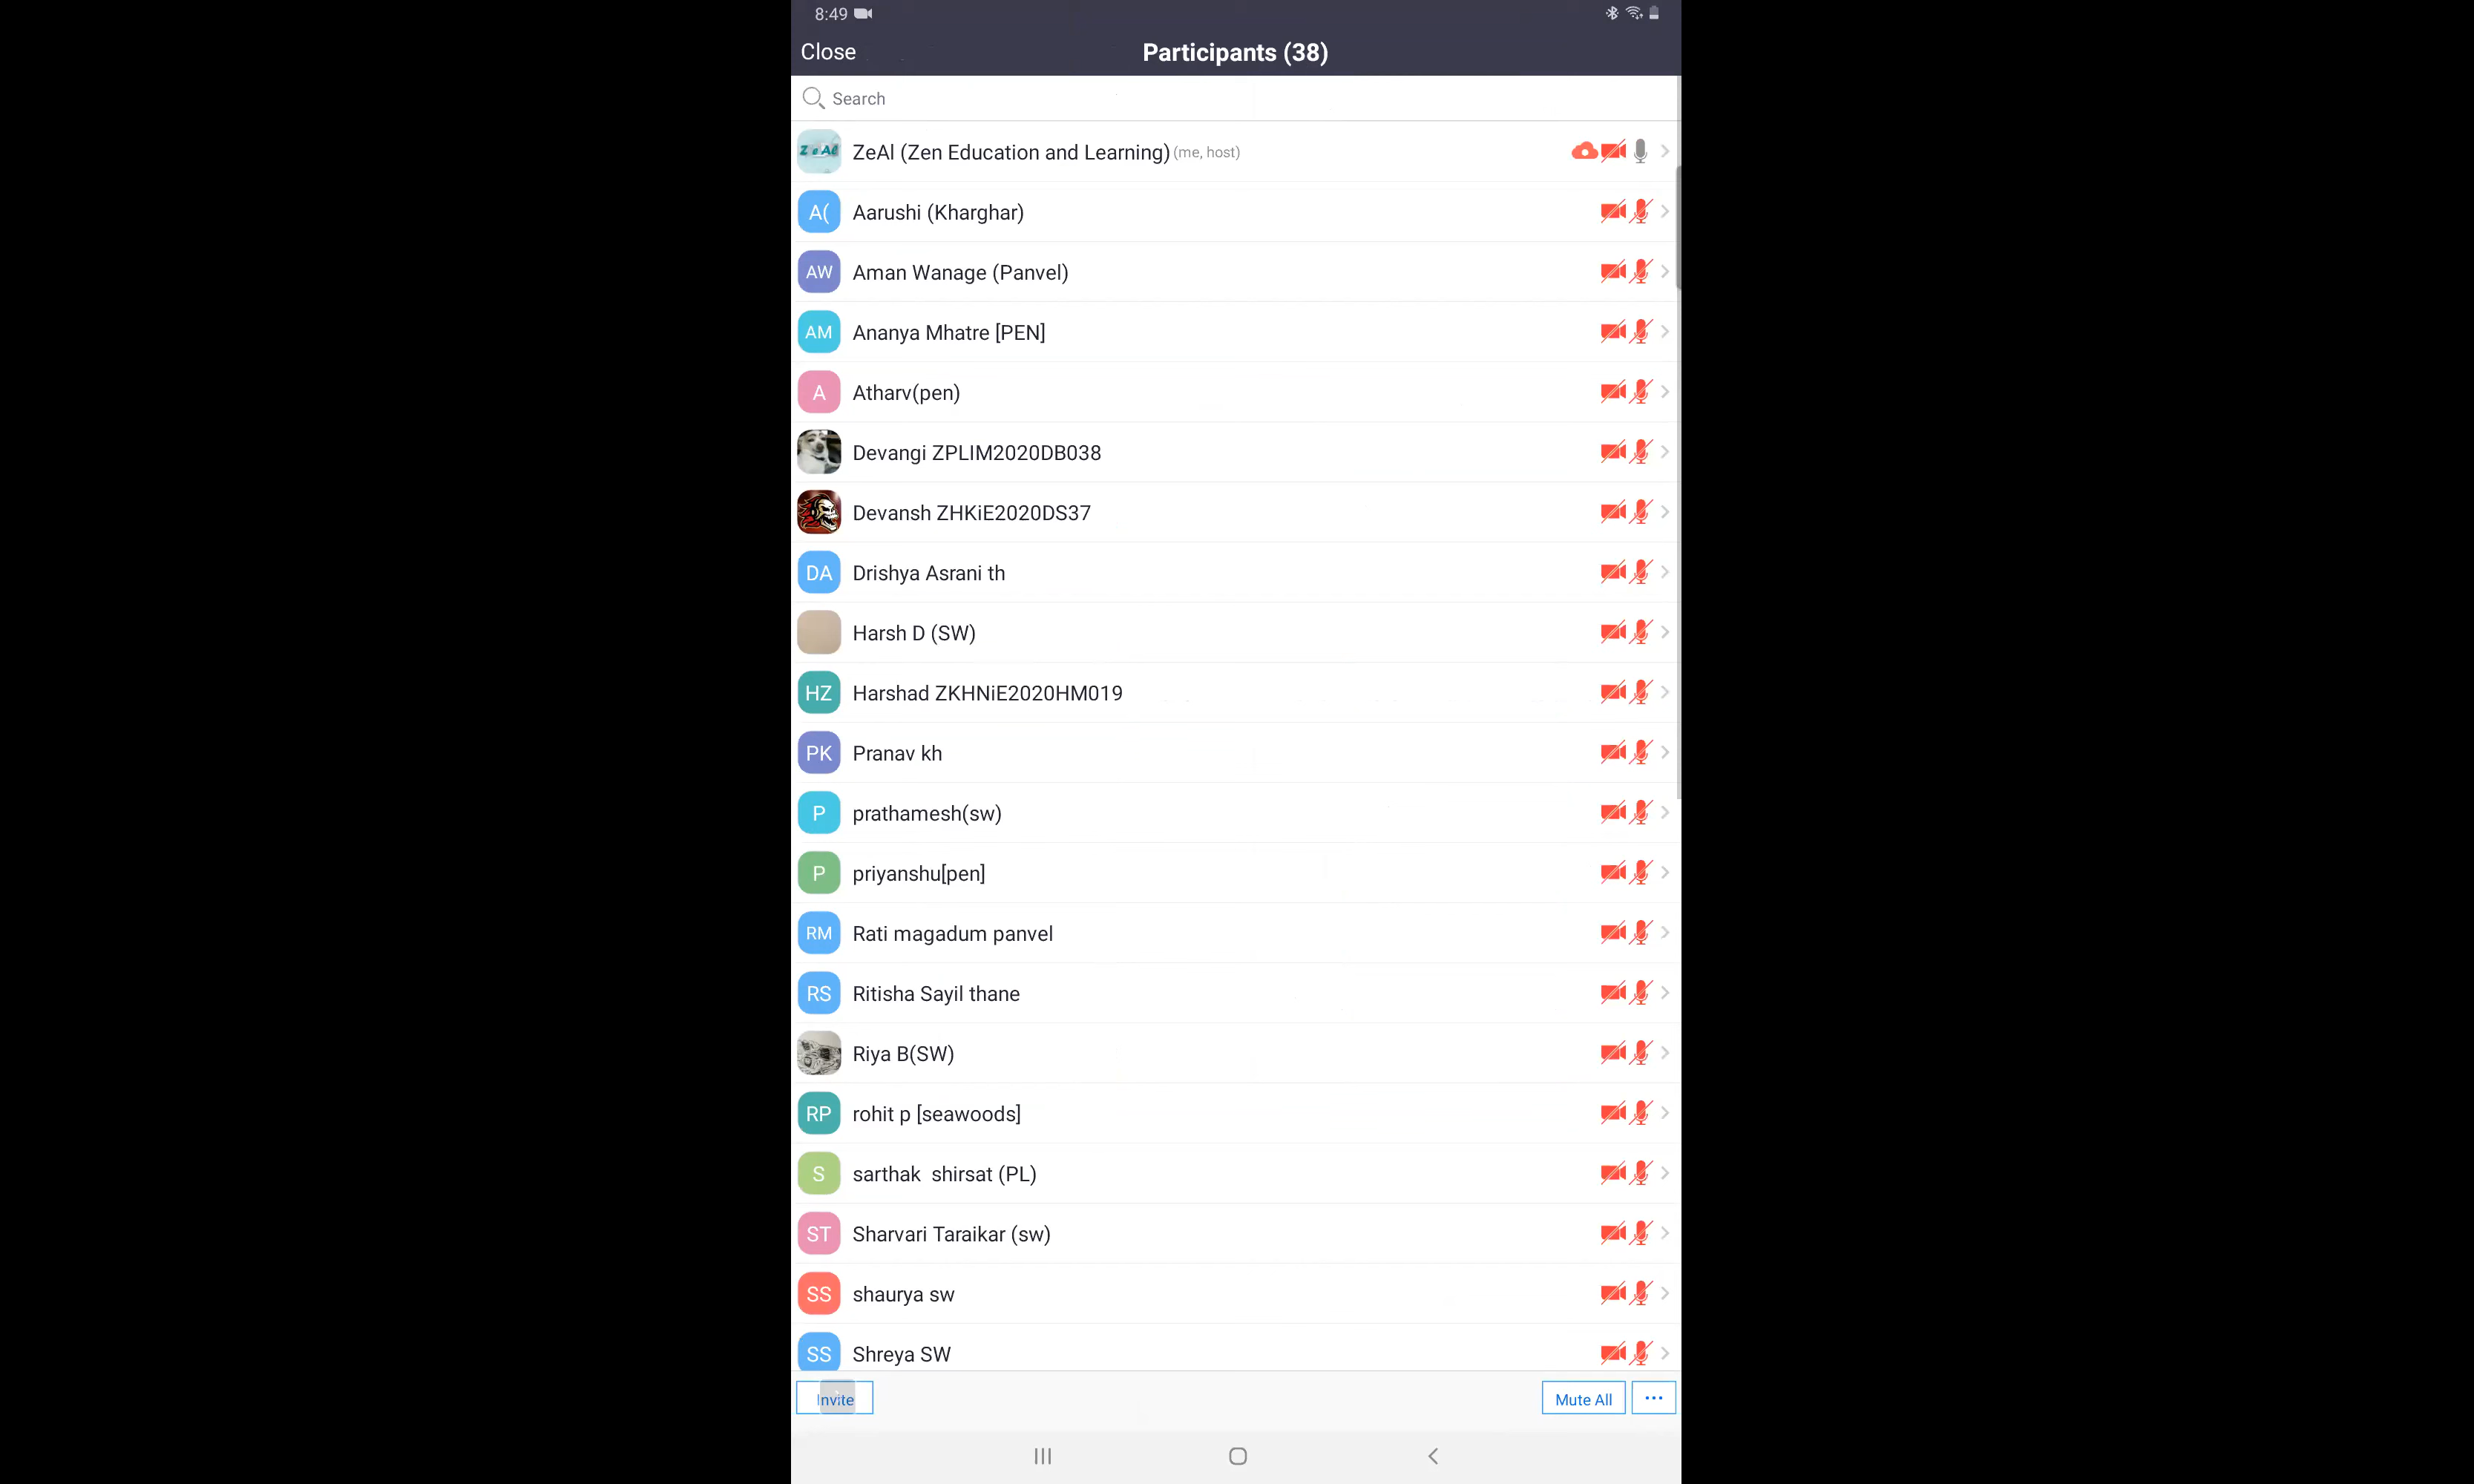 8:49
Close
Participants (38)
Search
Z e Al
ZeAl (Zen Education and Learning) (me, host)
A(
Aarushi (Kharghar)
AW
Aman Wanage (Panvel)
AM
Ananya Mhatre [PEN]
A
Atharv(pen)
Devangi ZPLIM2020DB038
Devansh ZHKiE2020DS37
DA
Drishya Asrani th
Harsh D (SW)
HZ
Harshad ZKHNiE2020HM019
PK
Pranav kh
P
prathamesh(sw)
P
priyanshu[pen]
RM
Rati magadum panvel
RS
Ritisha Sayil thane
Riya B(SW)
RP
rohit p [seawoods]
S
sarthak  shirsat (PL)
ST
Sharvari Taraikar (sw)
SS
shaurya sw
SS
Shreya SW
Invite
Mute All
...